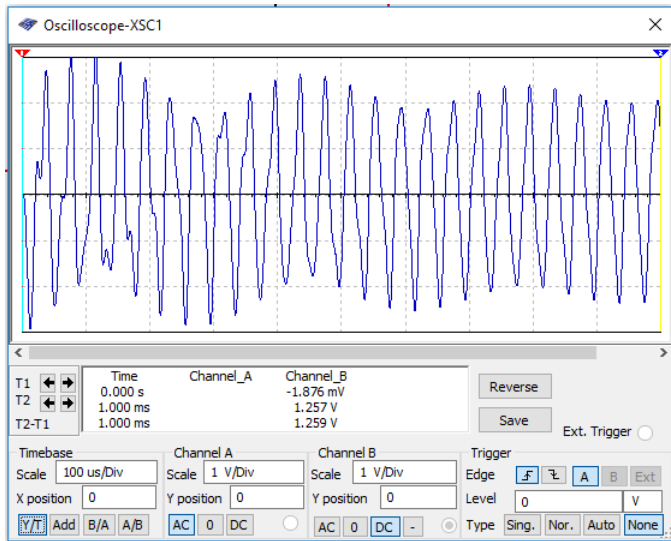 Oscilloscope-XSC1
1 2
Time Channel_A Channel_B
T1 0.000 s -1.876 mV
T2 1.000 ms 1.257 V
T2-T1 1.000 ms 1.259 V
Reverse
Save
Ext. Trigger
Timebase
Scale 100 us/Div
X position 0
Y/T Add B/A A/B
Channel A
Scale 1 V/Div
Y position 0
AC 0 DC
Channel B
Scale 1 V/Div
Y position 0
AC 0 DC -
Trigger
Edge A B Ext
Level 0 V
Type Sing. Nor. Auto None